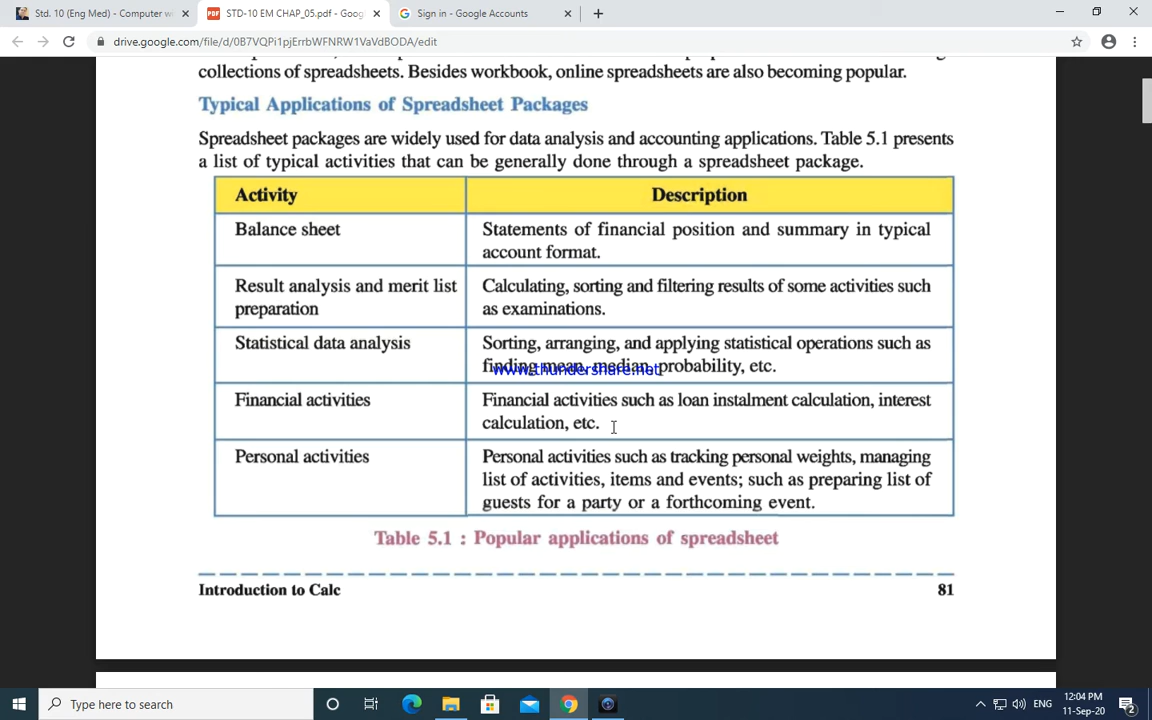 Std. 10 (Eng Med) - Computer w
STD-10 EM CHAP_05.pdf - Goog
Sign in - Google Accounts
drive.google.com/file/d/0B7VQPi1pjErrbWFNRW1VaVdBODA/edit
collections of spreadsheets. Besides workbook, online spreadsheets are also becoming popular.
Typical Applications of Spreadsheet Packages
Spreadsheet packages are widely used for data analysis and accounting applications. Table 5.1 presents
a list of typical activities that can be generally done through a spreadsheet package.
Activity
Description
Balance sheet
Statements of financial position and summary in typical
account format.
Result analysis and merit list
preparation
Calculating, sorting and filtering results of some activities such
as examinations.
Statistical data analysis
Sorting, arranging, and applying statistical operations such as
finding mean, median, probability, etc.
www.thundershare.net
Financial activities
Financial activities such as loan instalment calculation, interest
calculation, etc.
Personal activities
Personal activities such as tracking personal weights, managing
list of activities, items and events; such as preparing list of
guests for a party or a forthcoming event.
Table 5.1 : Popular applications of spreadsheet
Introduction to Calc
81
Type here to search
ENG
12:04 PM
11-Sep-20
2